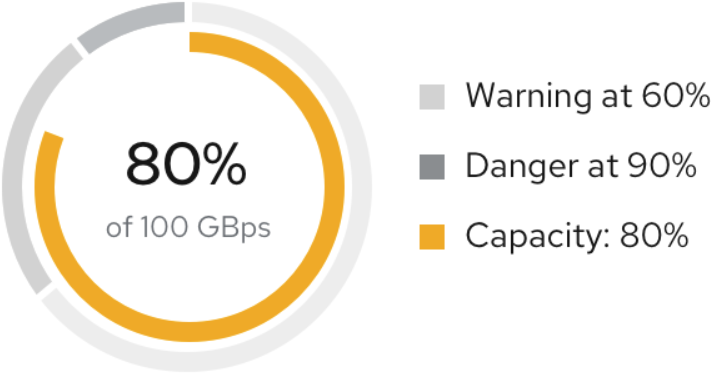 80%
of 100 GBps
Warning at 60%
Danger at 90%
Capacity: 80%